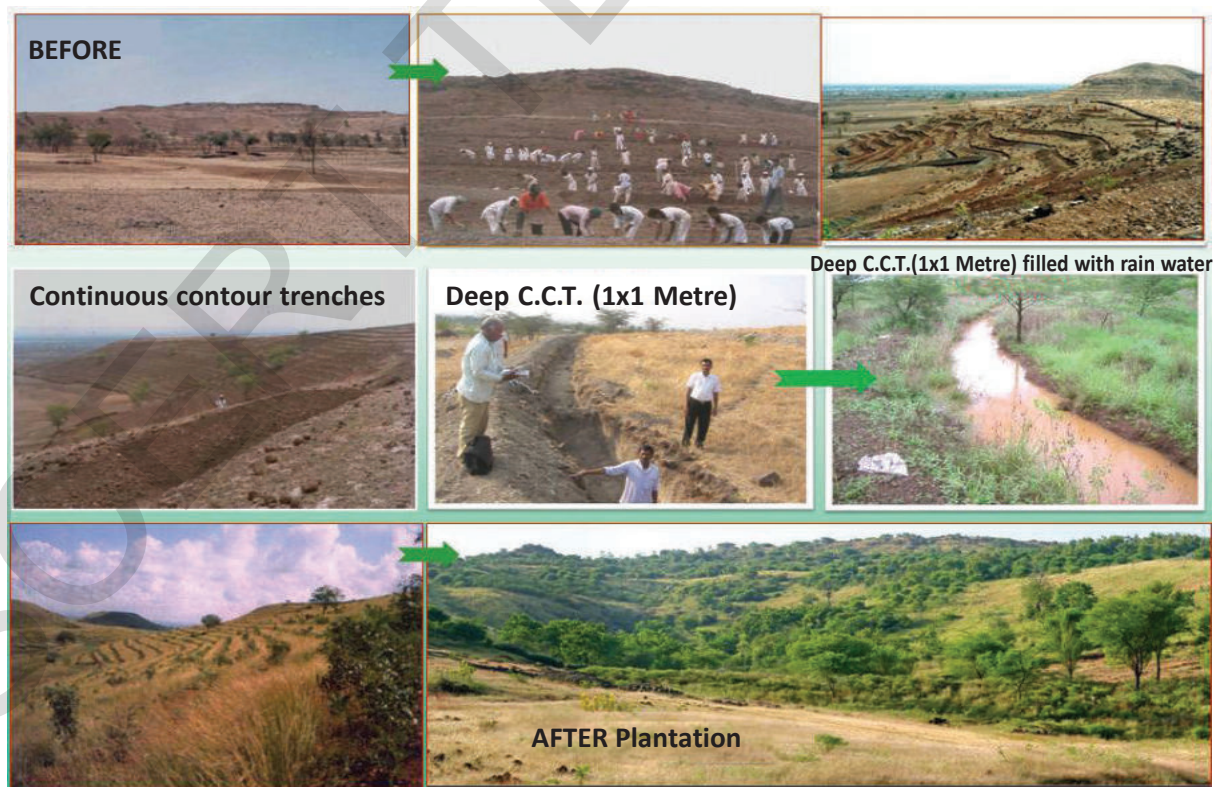 BEFORE
Deep C.C.T.(1x1 Metre) filled with rain water
Continuous contour trenches
Deep C.C.T. (1x1 Metre)
AFTER Plantation